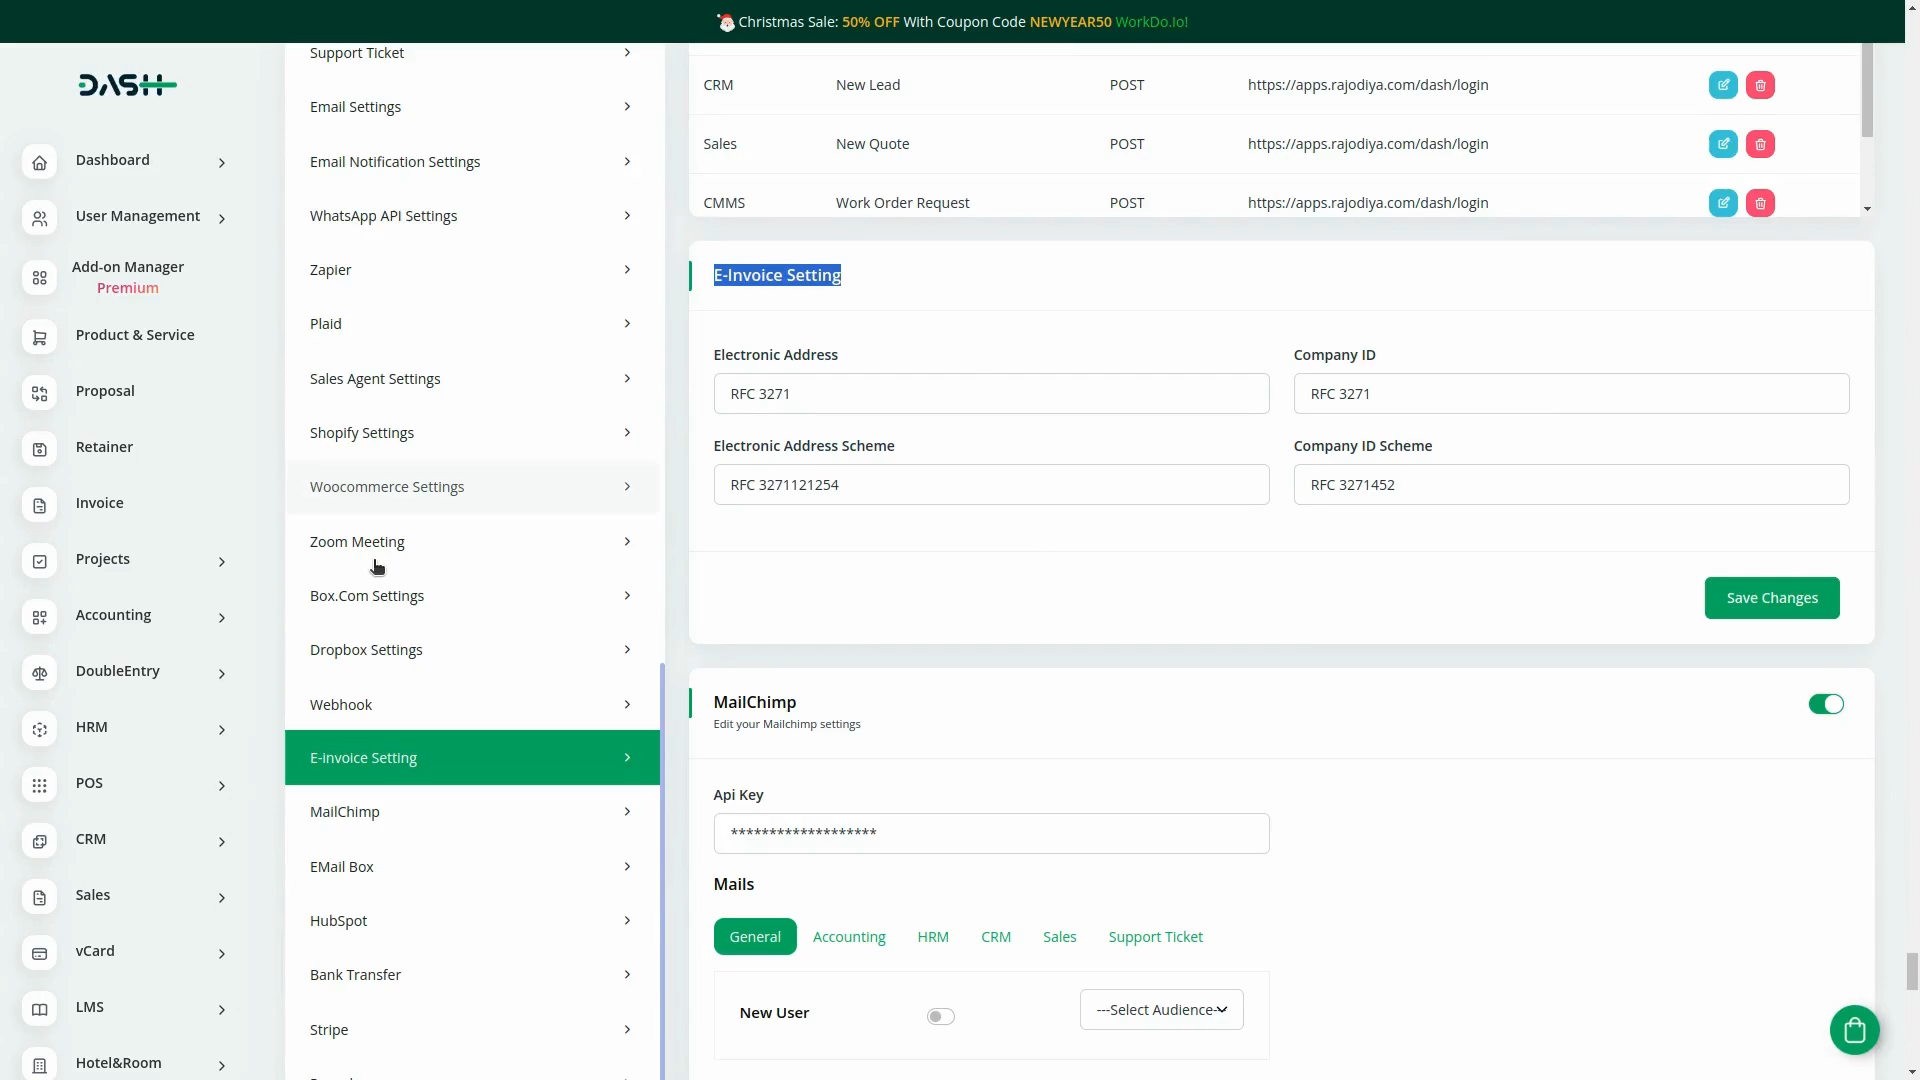 Christmas Sale: 50% OFF With Coupon Code NEWYEAR50 WorkDo.Io!
DASH
Dashboard
User Management
Add-on Manager
Premium
Product & Service
Proposal
Retainer
Invoice
Projects
Accounting
DoubleEntry
HRM
POS
CRM
Sales
vCard
LMS
Hotel&Room
Support Ticket
Email Settings
Email Notification Settings
WhatsApp API Settings
Zapier
Plaid
Sales Agent Settings
Shopify Settings
Woocommerce Settings
Zoom Meeting
Box.Com Settings
Dropbox Settings
Webhook
E-invoice Setting
MailChimp
EMail Box
HubSpot
Bank Transfer
Stripe
CRM New Lead POST https://apps.rajodiya.com/dash/login
Sales New Quote POST https://apps.rajodiya.com/dash/login
CMMS Work Order Request POST https://apps.rajodiya.com/dash/login
E-Invoice Setting
Electronic Address Company ID
RFC 3271 RFC 3271
Electronic Address Scheme Company ID Scheme
RFC 3271121254 RFC 3271452
Save Changes
MailChimp
Edit your Mailchimp settings
Api Key
*******************
Mails
General Accounting HRM CRM Sales Support Ticket
New User ---Select Audience-